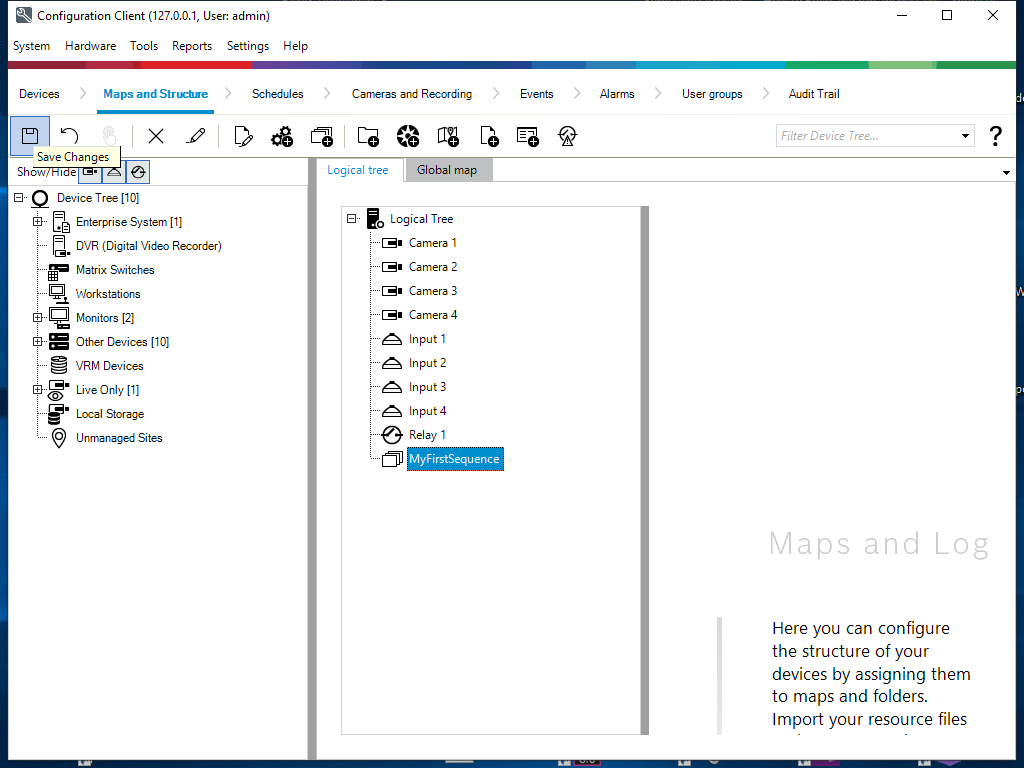 Configuration Client (127.0.0.1, User: admin)
System Hardware Tools Reports Settings Help
Devices Maps and Structure Schedules Cameras and Recording Events Alarms User groups Audit Trail
Filter Device Tree...
?
Save Changes
Show/Hide
Logical tree Global map
Device Tree [10]
Enterprise System [1]
DVR (Digital Video Recorder)
Matrix Switches
Workstations
Monitors [2]
Other Devices [10]
VRM Devices
Live Only [1]
Local Storage
Unmanaged Sites
Logical Tree
Camera 1
Camera 2
Camera 3
Camera 4
Input 1
Input 2
Input 3
Input 4
Relay 1
MyFirstSequence
Maps and Log
Here you can configure
the structure of your
devices by assigning them
to maps and folders.
Import your resource files